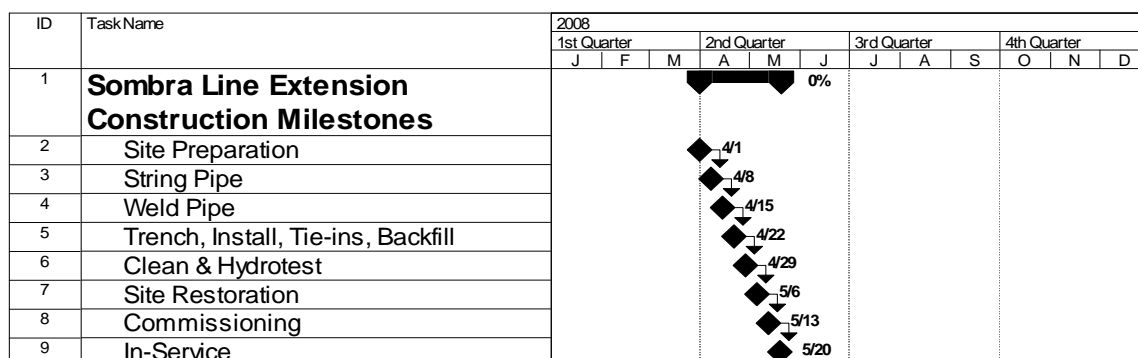 ID Task Name 2008
1st Quarter 2nd Quarter 3rd Quarter 4th Quarter
J F M A M J J A S O N D
1 Sombra Line Extension 0%
Construction Milestones
2 Site Preparation 4/1
3 String Pipe 4/8
4 Weld Pipe 4/15
5 Trench, Install, Tie-ins, Backfill 4/22
6 Clean & Hydrotest 4/29
7 Site Restoration 5/6
8 Commissioning 5/13
9 In-Service 5/20